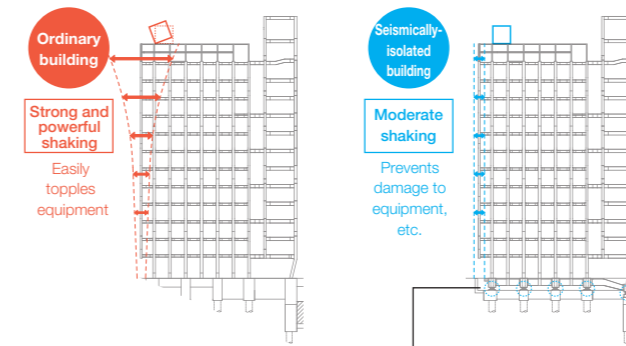 Ordinary
building
Strong and
powerful
shaking
Easily
topples
equipment
Seismically-
isolated
building
Moderate
shaking
Prevents
damage to
equipment,
etc.